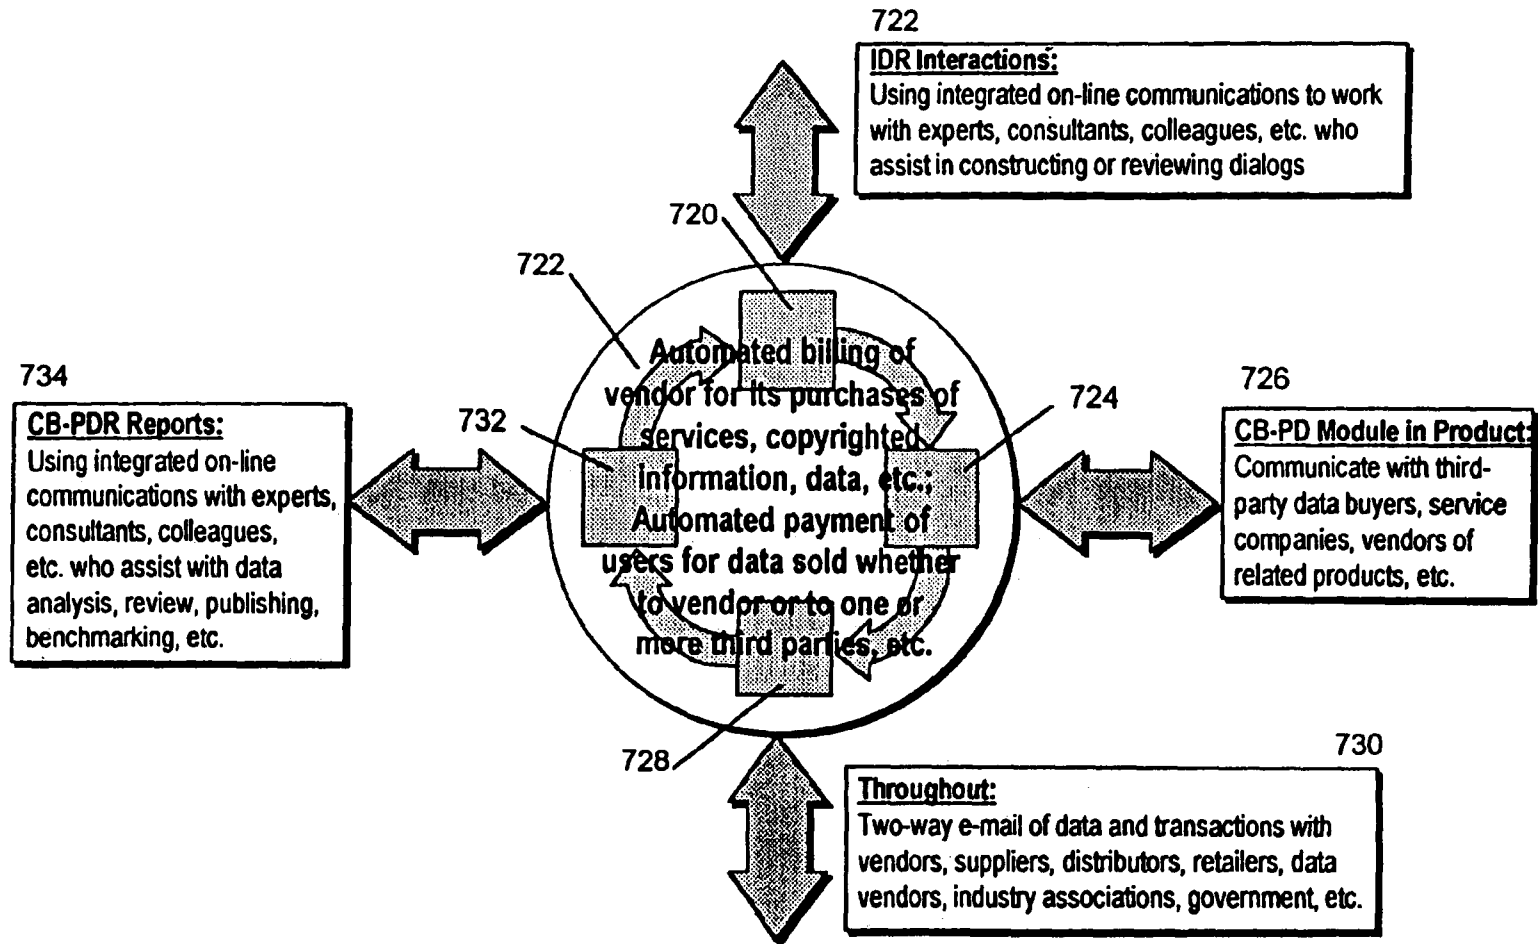 722
IDR Interactions:
Using integrated on-line communications to work
with experts, consultants, colleagues, etc. who
assist in constructing or reviewing dialogs
720
722
734
CB-PDR Reports:
Using integrated on-line
communications with experts,
consultants, colleagues,
etc. who assist with data
analysis, review, publishing,
benchmarking, etc.
732
Automated billing of
vendor for its purchases of
services, copyrighted
information, data, etc.;
Automated payment of
users for data sold whether
to vendor or to one or
more third parties, etc.
724
726
CB-PD Module in Product:
Communicate with third-
party data buyers, service
companies, vendors of
related products, etc.
728
730
Throughout:
Two-way e-mail of data and transactions with
vendors, suppliers, distributors, retailers, data
vendors, industry associations, government, etc.